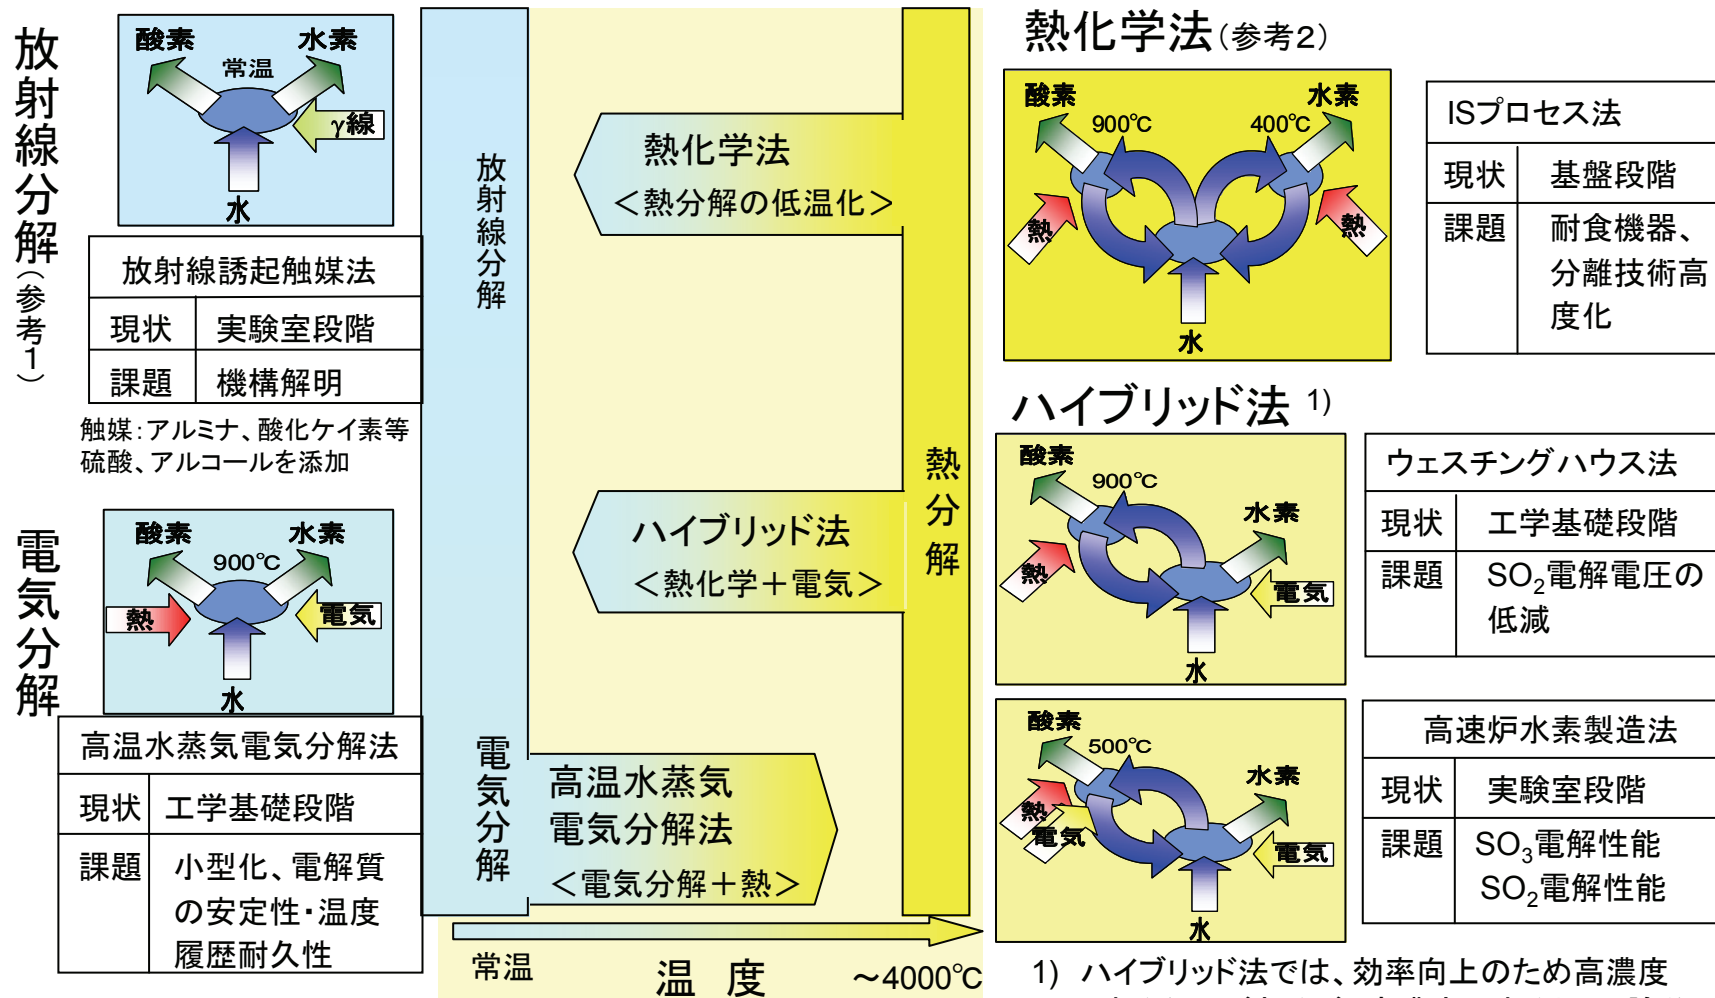 放射線分解(参考1)
酸素 水素
常温
γ線
水
放射線誘起触媒法
現状 実験室段階
課題 機構解明
触媒：アルミナ、酸化ケイ素等
硫酸、アルコールを添加
電気分解
酸素 水素
900℃
熱 電気
水
高温水蒸気電気分解法
現状 工学基礎段階
課題 小型化、電解質
の安定性・温度
履歴耐久性
放射線分解
電気分解
熱化学法
＜熱分解の低温化＞
ハイブリッド法
＜熱化学＋電気＞
高温水蒸気
電気分解法
＜電気分解＋熱＞
熱分解
常温 温度 ～4000℃
熱化学法(参考2)
酸素 水素
900℃ 400℃
熱 熱
水
ISプロセス法
現状 基盤段階
課題 耐食機器、
分離技術高
度化
ハイブリッド法 1)
酸素
900℃
水素
熱 電気
水
ウェスチングハウス法
現状 工学基礎段階
課題 SO2電解電圧の
低減
酸素
500℃
水素
熱
電気 電気
水
高速炉水素製造法
現状 実験室段階
課題 SO3電解性能
SO2電解性能
1) ハイブリッド法では、効率向上のため高濃度